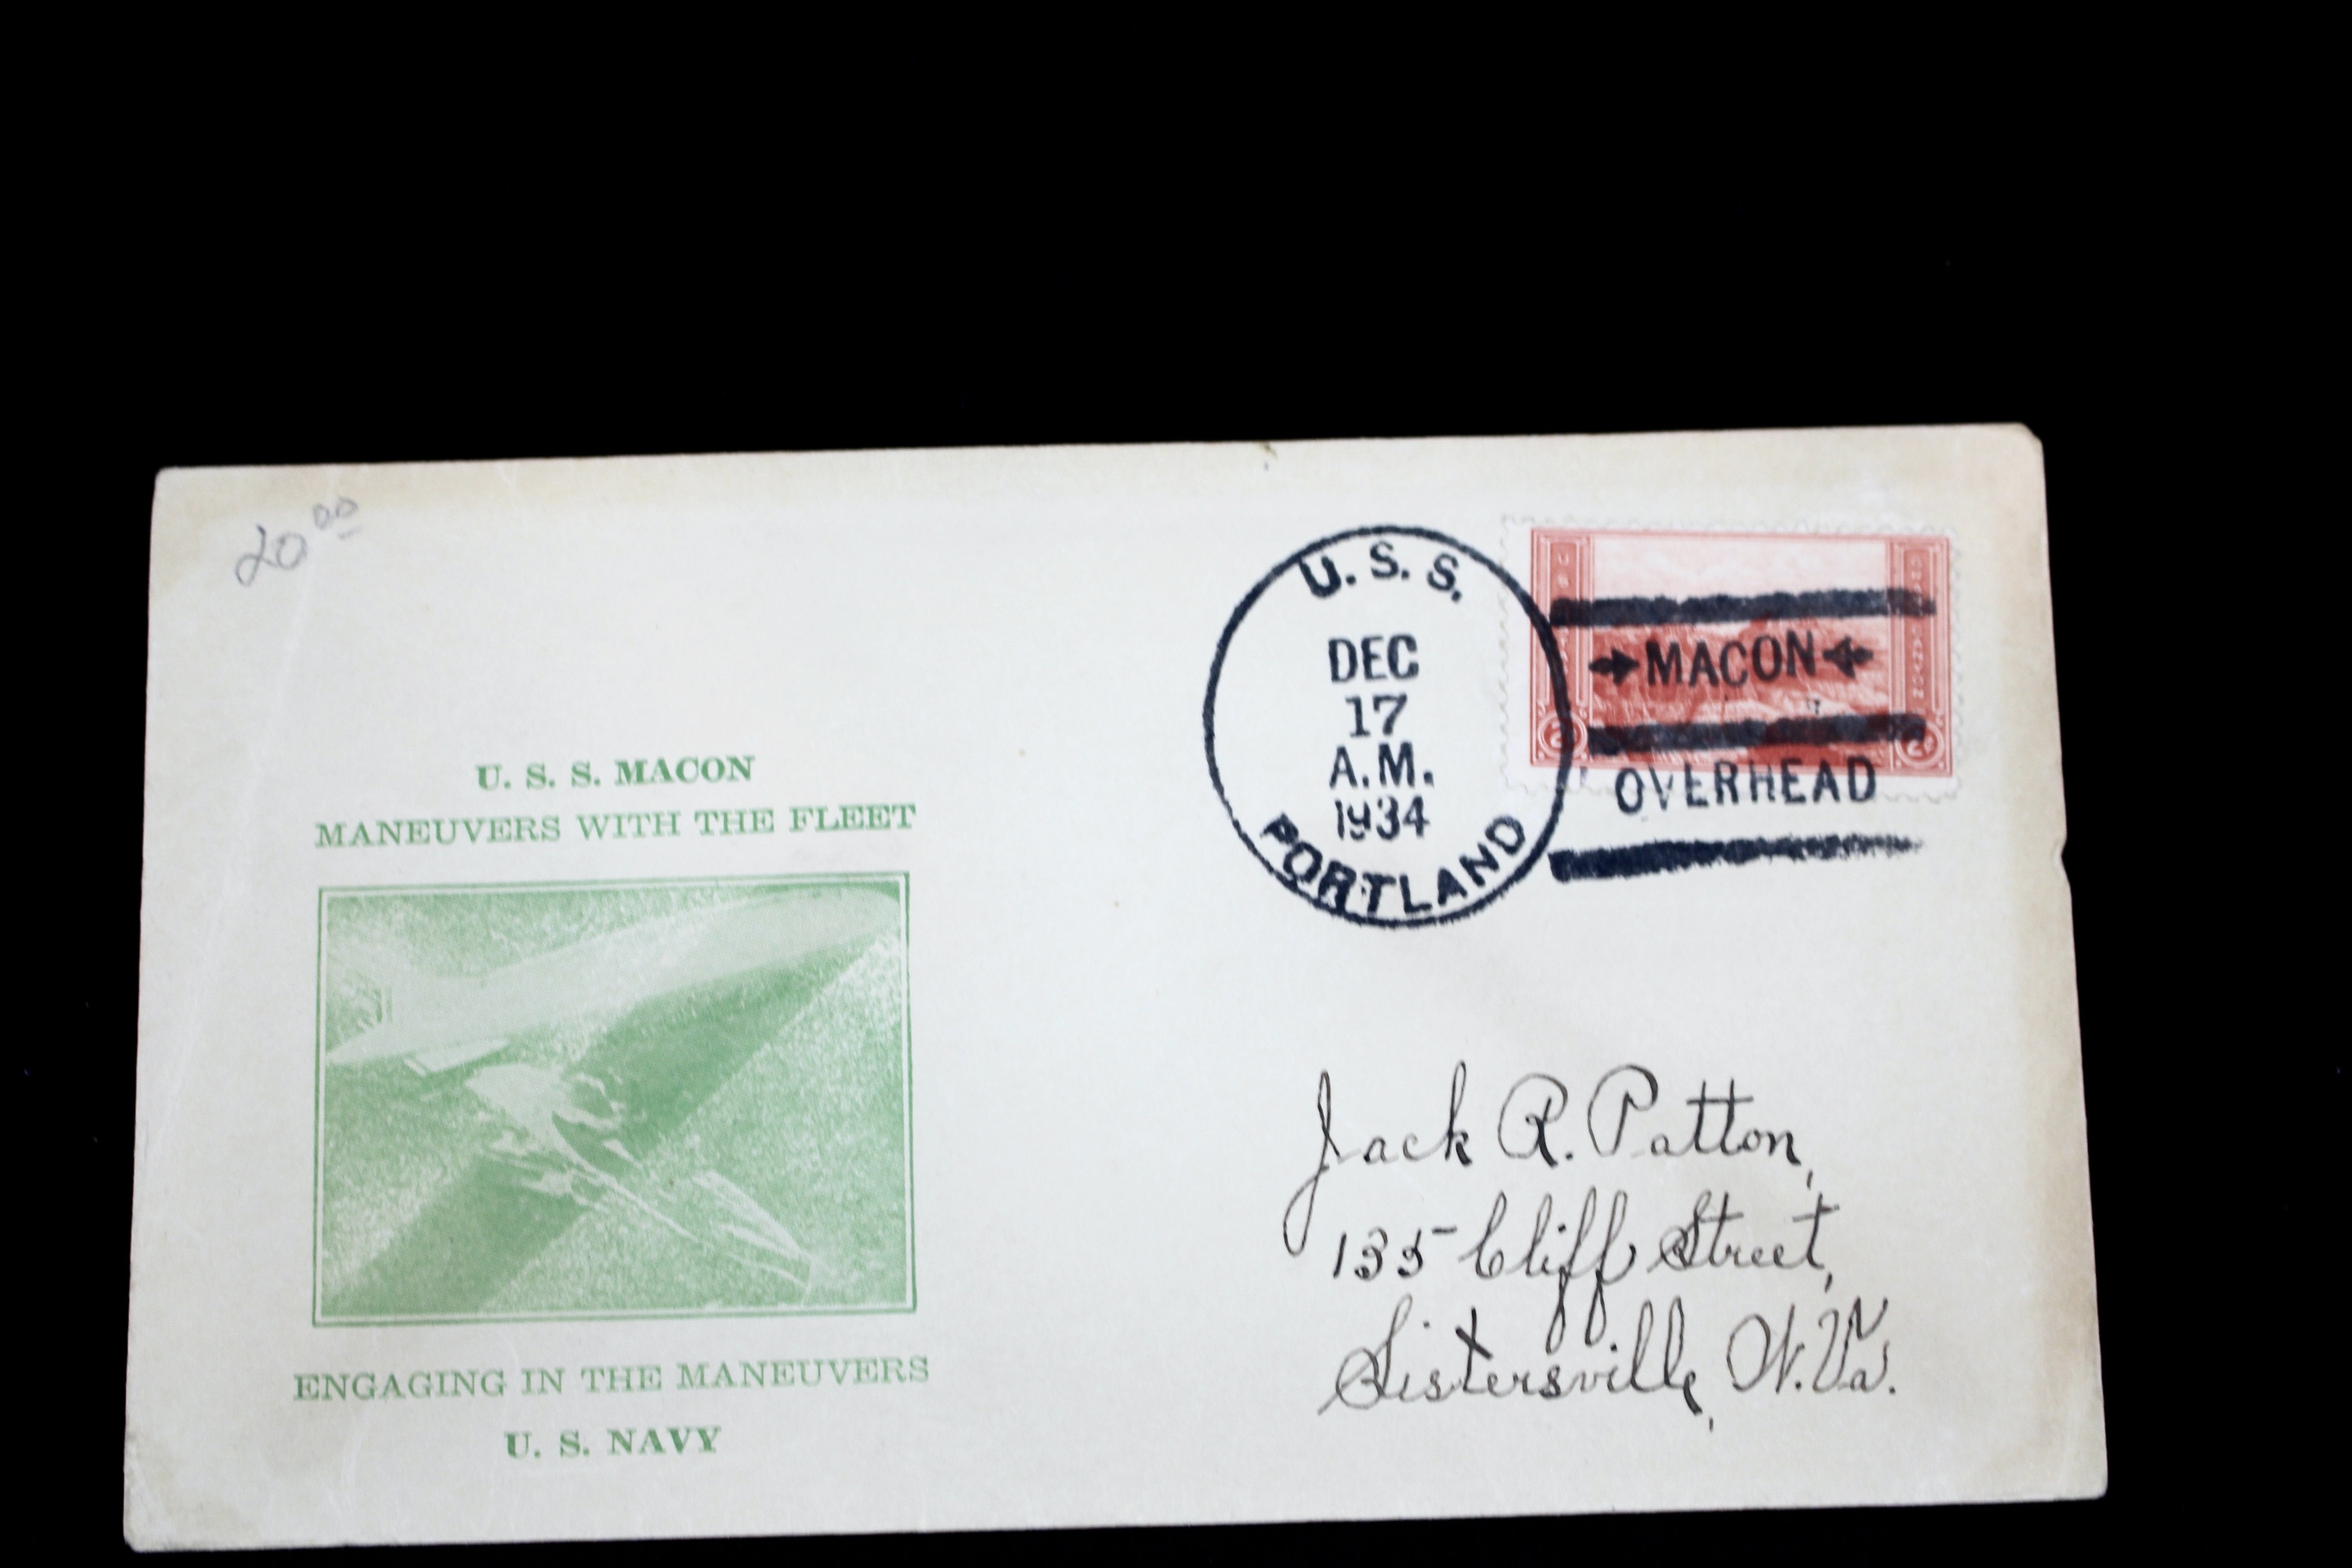 20 00
U. S. S. MACON
MANEUVERS WITH THE FLEET
ENGAGING IN THE MANEUVERS
U. S. NAVY
U. S. S.
DEC
17
A.M.
1934
PORTLAND
MACON
OVERHEAD
Jack R. Patton,
135 Cliff Street,
Sistersville, W. Va.